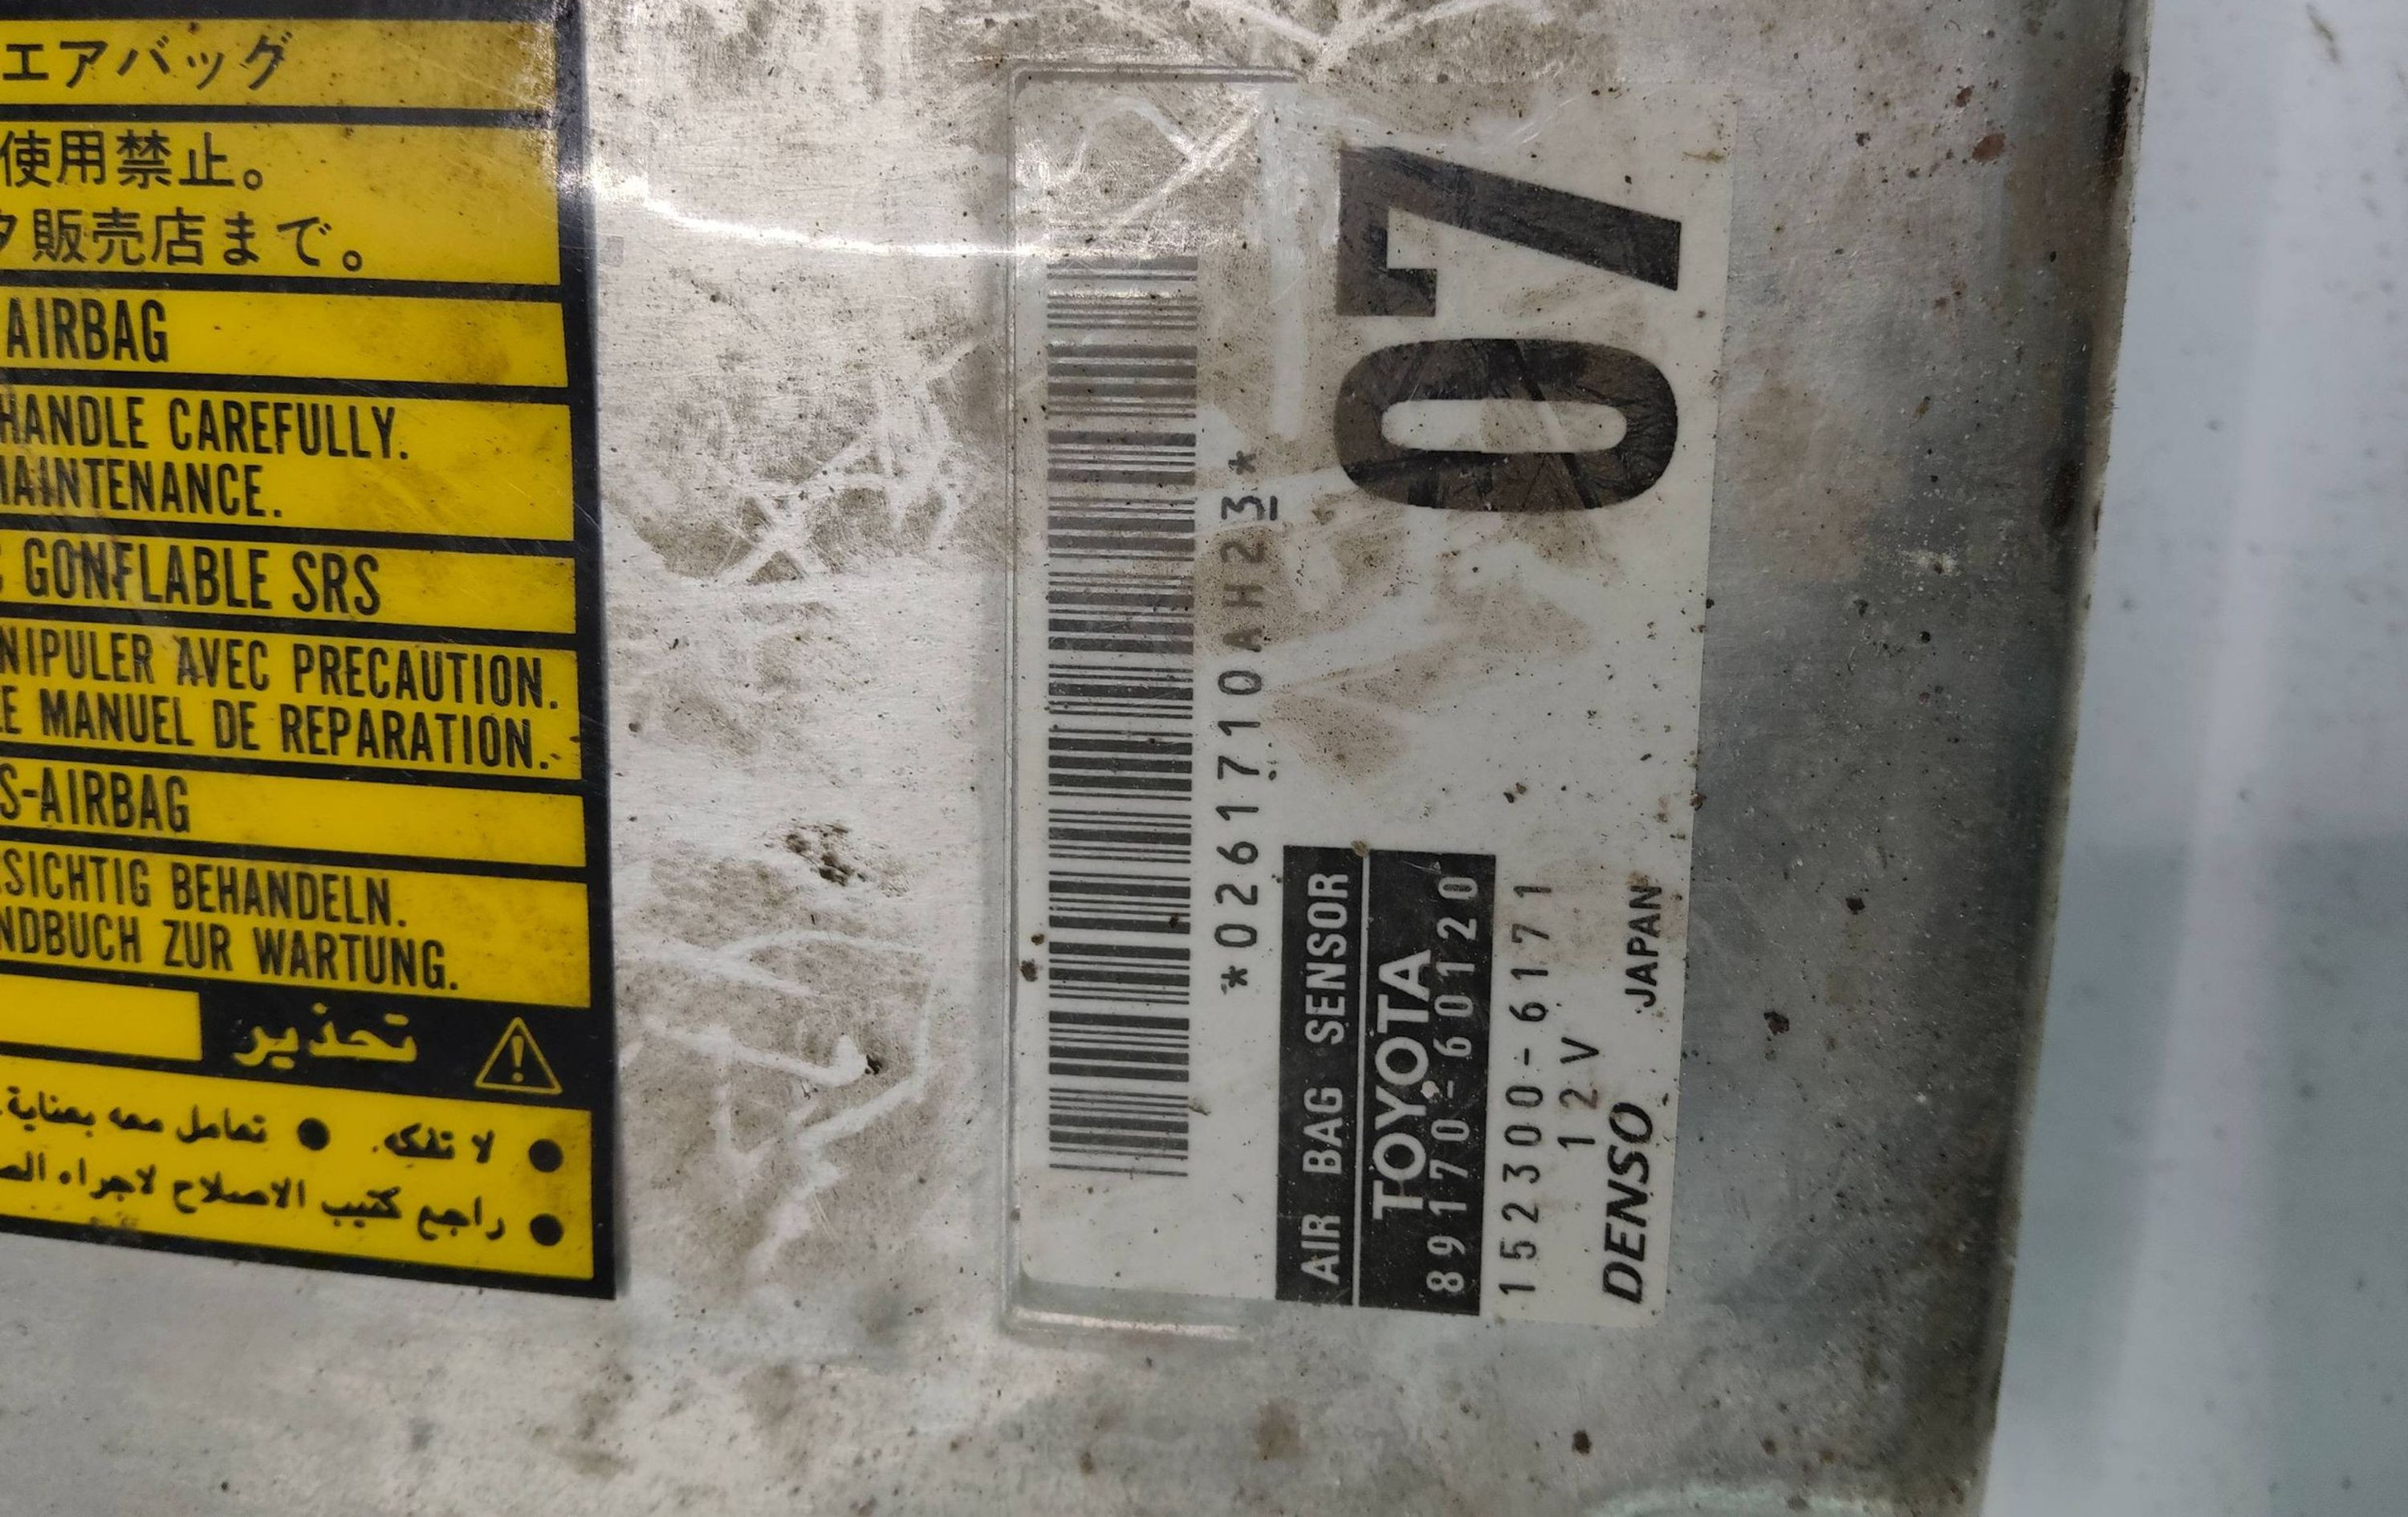 エアバッグ
使用禁止。
販売店まで。
AIRBAG
HANDLE CAREFULLY.
MAINTENANCE.
GONFLABLE SRS
NIPULER AVEC PRECAUTION.
LE MANUEL DE REPARATION.
S-AIRBAG
SICHTIG BEHANDELN.
NDBUCH ZUR WARTUNG.
تحذير
● لا تفكه. ● تعامل معه بعناية.
● راجع كتيب الاصلاح لاجراء
*02617710AH23*
07
AIR BAG SENSOR
TOYOTA
89170-60120
152300-6171
12V
DENSO JAPAN